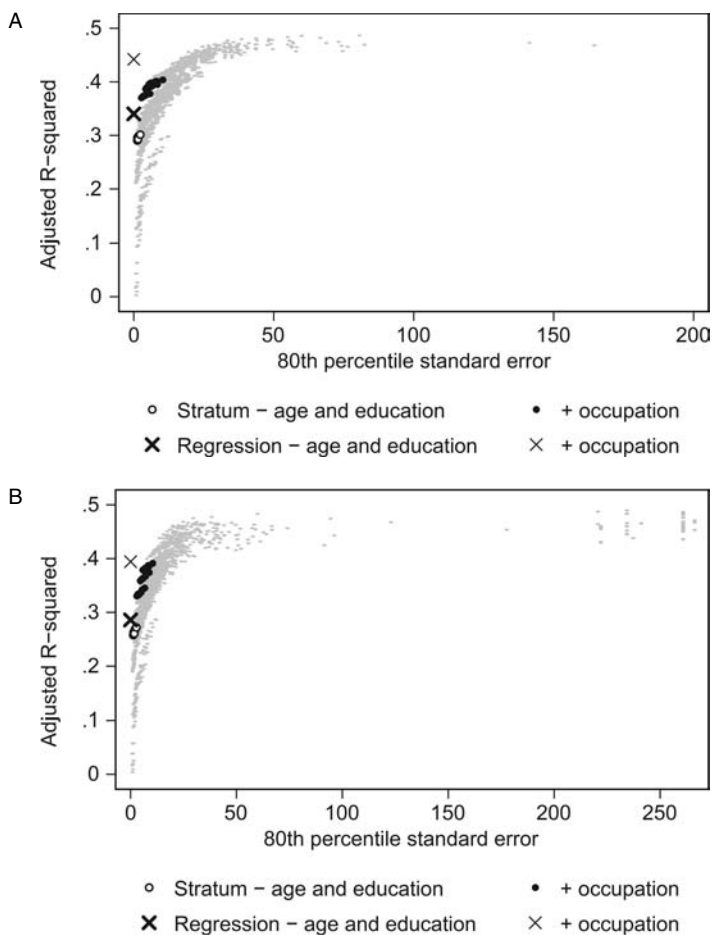 A
.5
.4
.3
.2
.1
0
Adjusted R−squared
0 50 100 150 200
80th percentile standard error
Stratum − age and education + occupation
Regression − age and education + occupation
B
.5
.4
.3
.2
.1
0
Adjusted R−squared
0 50 100 150 200 250
80th percentile standard error
Stratum − age and education + occupation
Regression − age and education + occupation